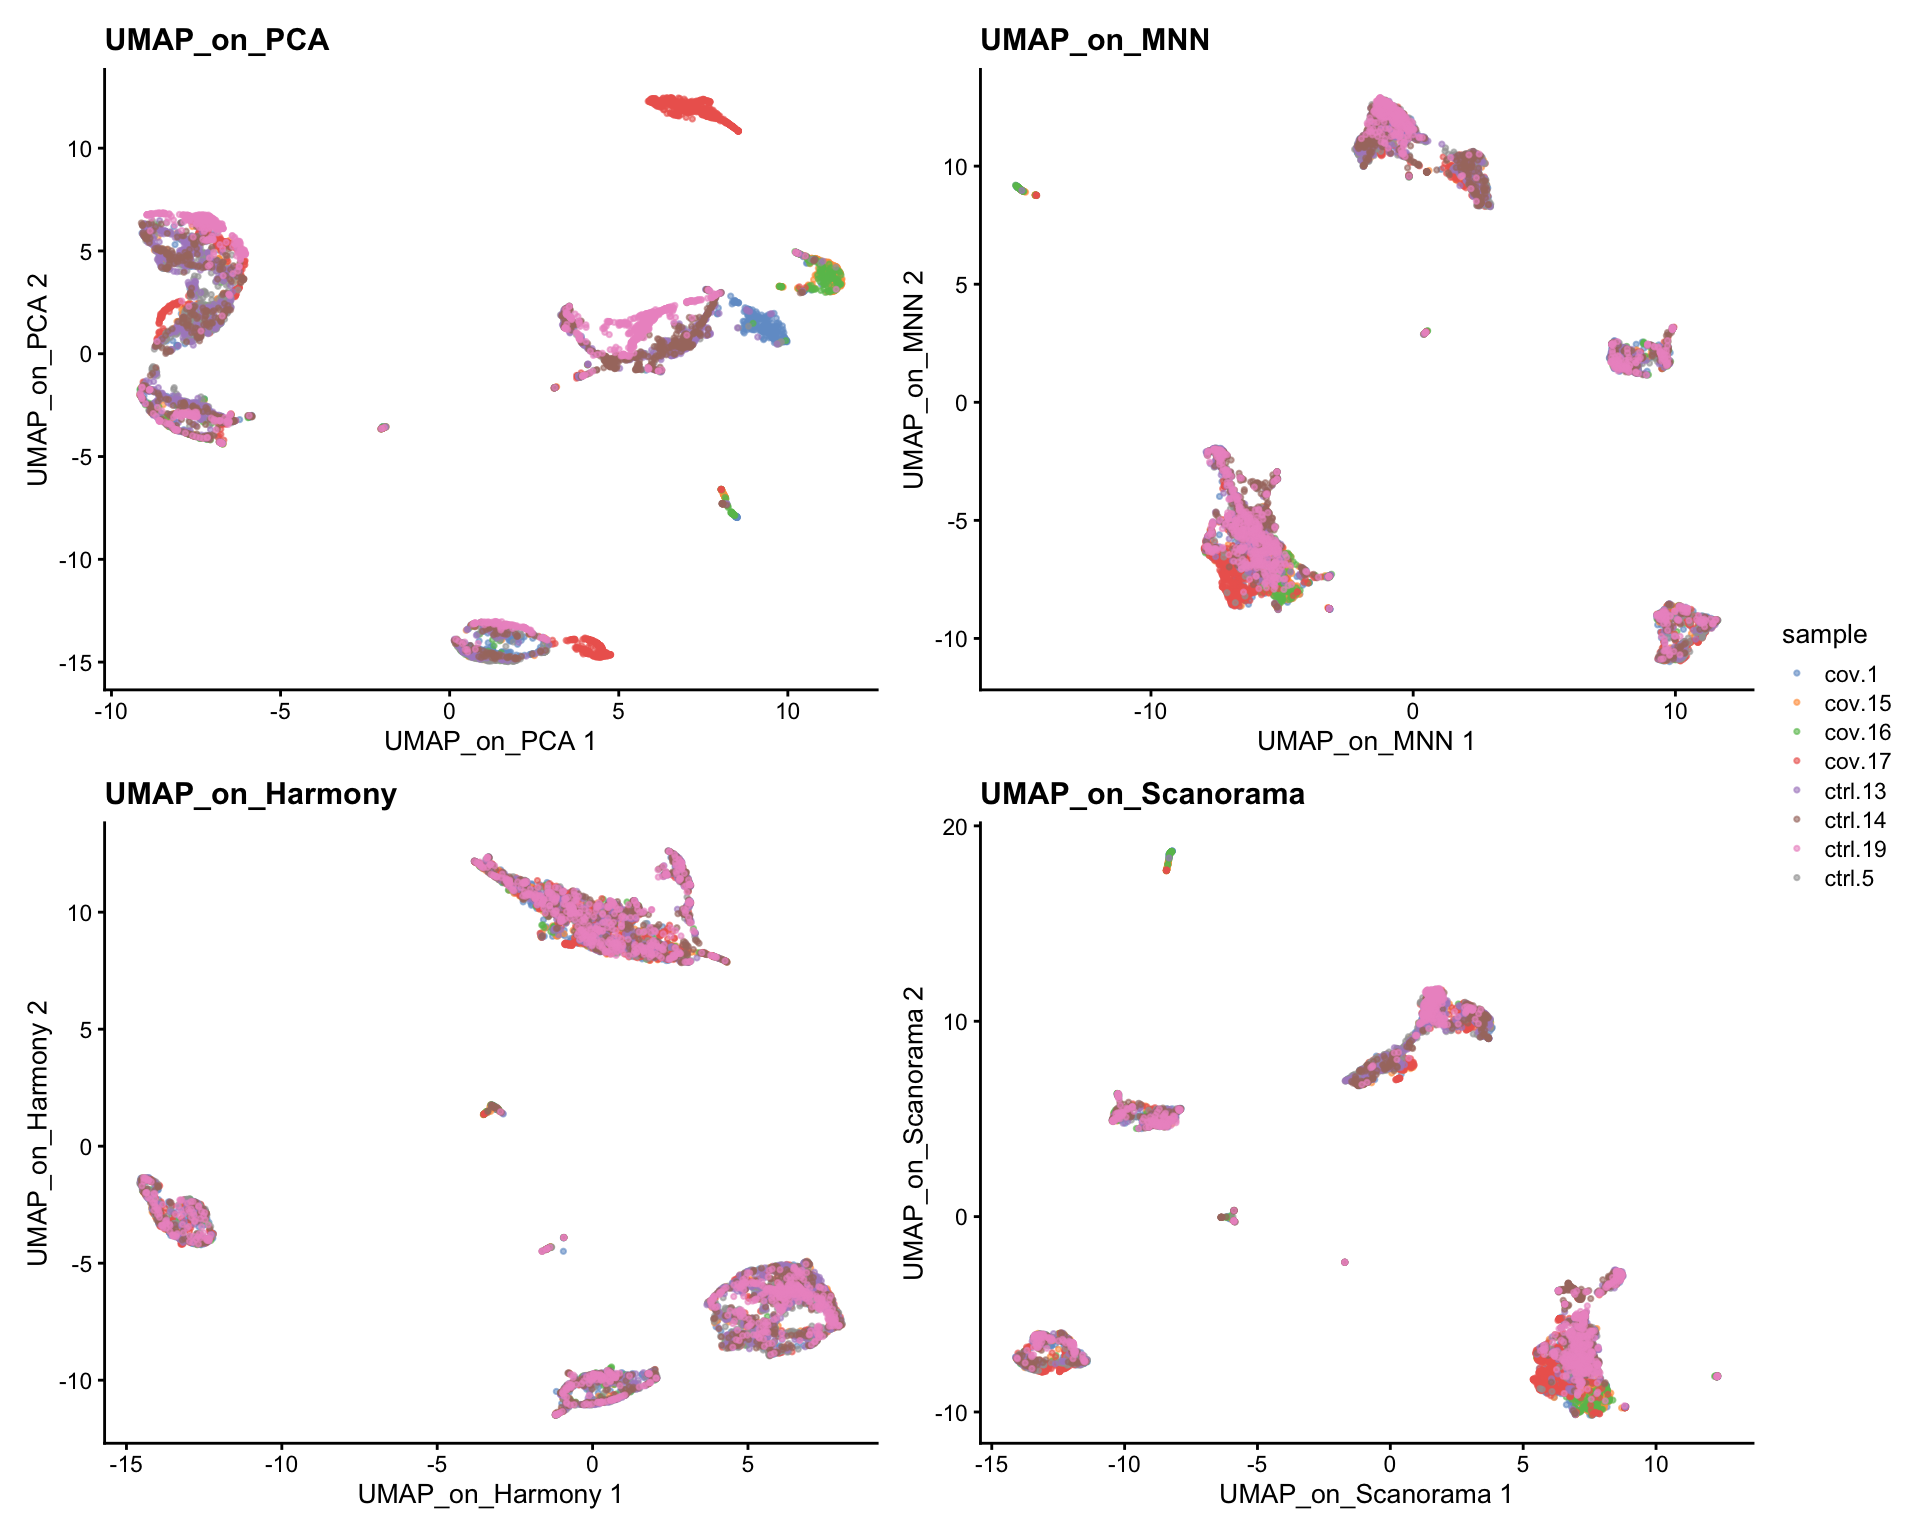 UMAP_on_PCA
10
5
0
-5
-10
-15
-10
-5
0
5
10
UMAP_on_PCA 1
UMAP_on_PCA 2
UMAP_on_MNN
10
5
0
-5
-10
-10
0
10
UMAP_on_MNN 1
UMAP_on_MNN 2
UMAP_on_Harmony
10
5
0
-5
-10
-15
-10
-5
0
5
UMAP_on_Harmony 1
UMAP_on_Harmony 2
UMAP_on_Scanorama
20
10
0
-10
-15
-10
-5
0
5
10
UMAP_on_Scanorama 1
UMAP_on_Scanorama 2
sample
cov.1
cov.15
cov.16
cov.17
ctrl.13
ctrl.14
ctrl.19
ctrl.5